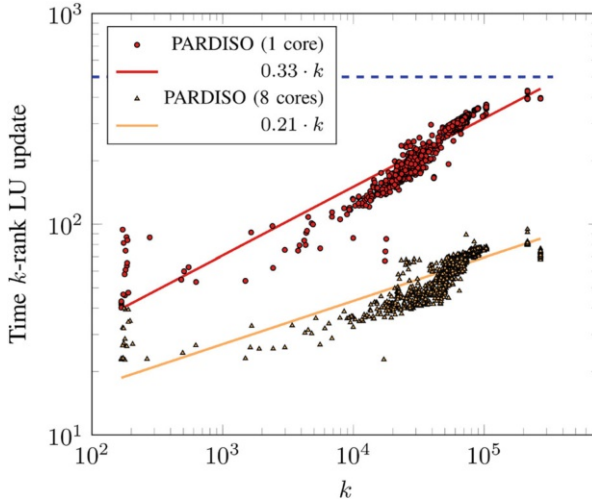 10³
PARDISO (1 core)
0.33 · k
PARDISO (8 cores)
0.21 · k
10²
Time k-rank LU update
10¹
10² 10³ 10⁴ 10⁵
k